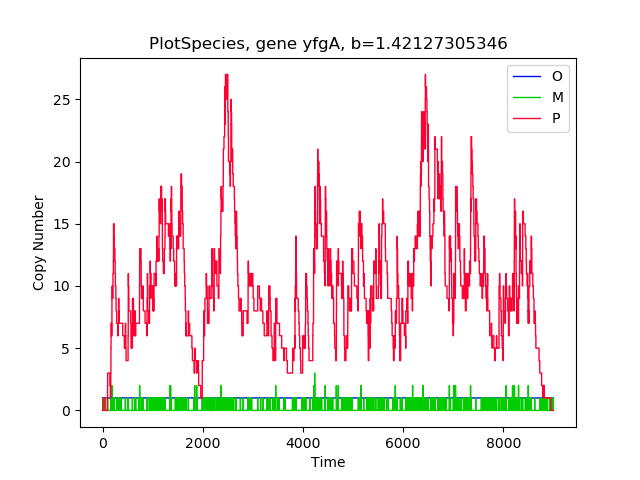 PlotSpecies, gene yfgA, b=1.42127305346
O
M
P
25
20
15
10
5
0
Copy Number
0 2000 4000 6000 8000
Time